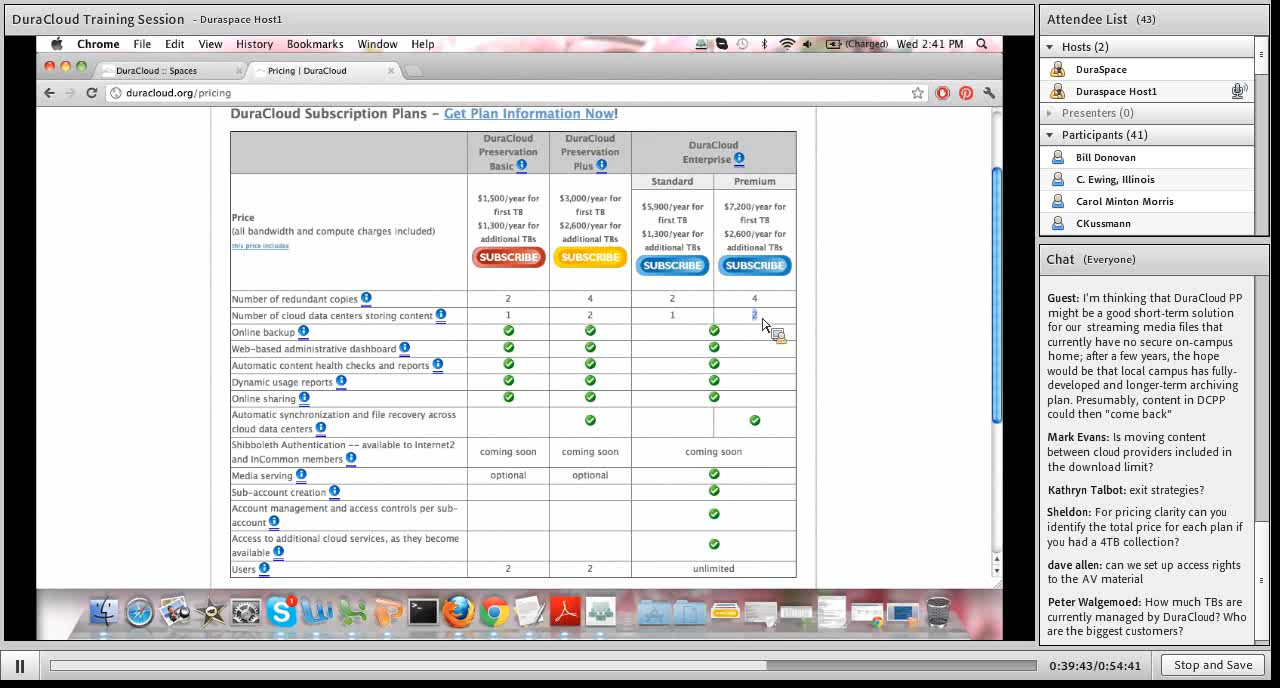 DuraCloud Training Session - Duraspace Host1
Chrome File Edit View History Bookmarks Window Help
(Charged) Wed 2:41 PM
DuraCloud :: Spaces
Pricing | DuraCloud
duracloud.org/pricing
DuraCloud Subscription Plans – Get Plan Information Now!
DuraCloud Preservation Basic
DuraCloud Preservation Plus
DuraCloud Enterprise
Standard Premium
Price
(all bandwidth and compute charges included)
this price includes
$1,500/year for first TB
$1,300/year for additional TBs
SUBSCRIBE
$3,000/year for first TB
$2,600/year for additional TBs
SUBSCRIBE
$5,900/year for first TB
$1,300/year for additional TBs
SUBSCRIBE
$7,200/year for first TB
$2,600/year for additional TBs
SUBSCRIBE
Number of redundant copies 2 4 2 4
Number of cloud data centers storing content 1 2 1 2
Online backup
Web-based administrative dashboard
Automatic content health checks and reports
Dynamic usage reports
Online sharing
Automatic synchronization and file recovery across
cloud data centers
Shibboleth Authentication -- available to Internet2
and InCommon members
coming soon coming soon coming soon
Media serving optional optional
Sub-account creation
Account management and access controls per sub-
account
Access to additional cloud services, as they become
available
Users 2 2 unlimited
0:39:43/0:54:41
Stop and Save
Attendee List (43)
Hosts (2)
DuraSpace
Duraspace Host1
Presenters (0)
Participants (41)
Bill Donovan
C. Ewing, Illinois
Carol Minton Morris
CKussmann
Chat (Everyone)
Guest: I'm thinking that DuraCloud PP
might be a good short-term solution
for our streaming media files that
currently have no secure on-campus
home; after a few years, the hope
would be that local campus has fully-
developed and longer-term archiving
plan. Presumably, content in DCPP
could then "come back"
Mark Evans: Is moving content
between cloud providers included in
the download limit?
Kathryn Talbot: exit strategies?
Sheldon: For pricing clarity can you
identify the total price for each plan if
you had a 4TB collection?
dave allen: can we set up access rights
to the AV material
Peter Walgemoed: How much TBs are
currently managed by DuraCloud? Who
are the biggest customers?